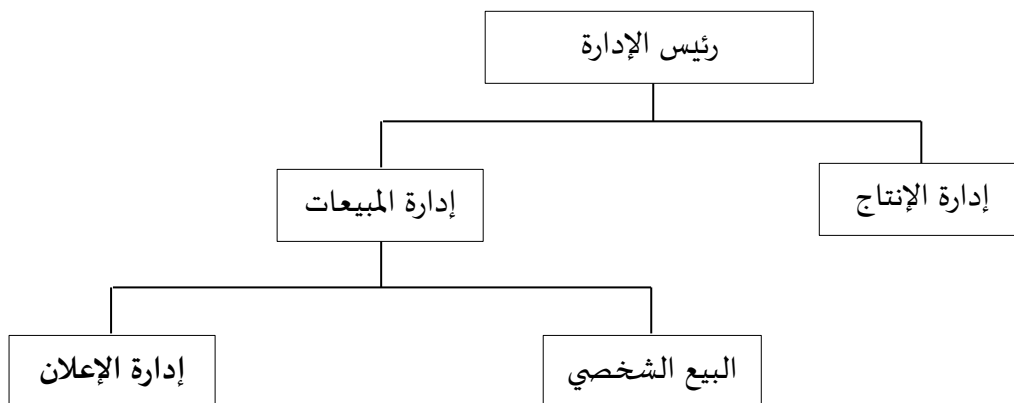 رئيس الإدارة
إدارة الإنتاج
إدارة المبيعات
البيع الشخصي
إدارة الإعلان